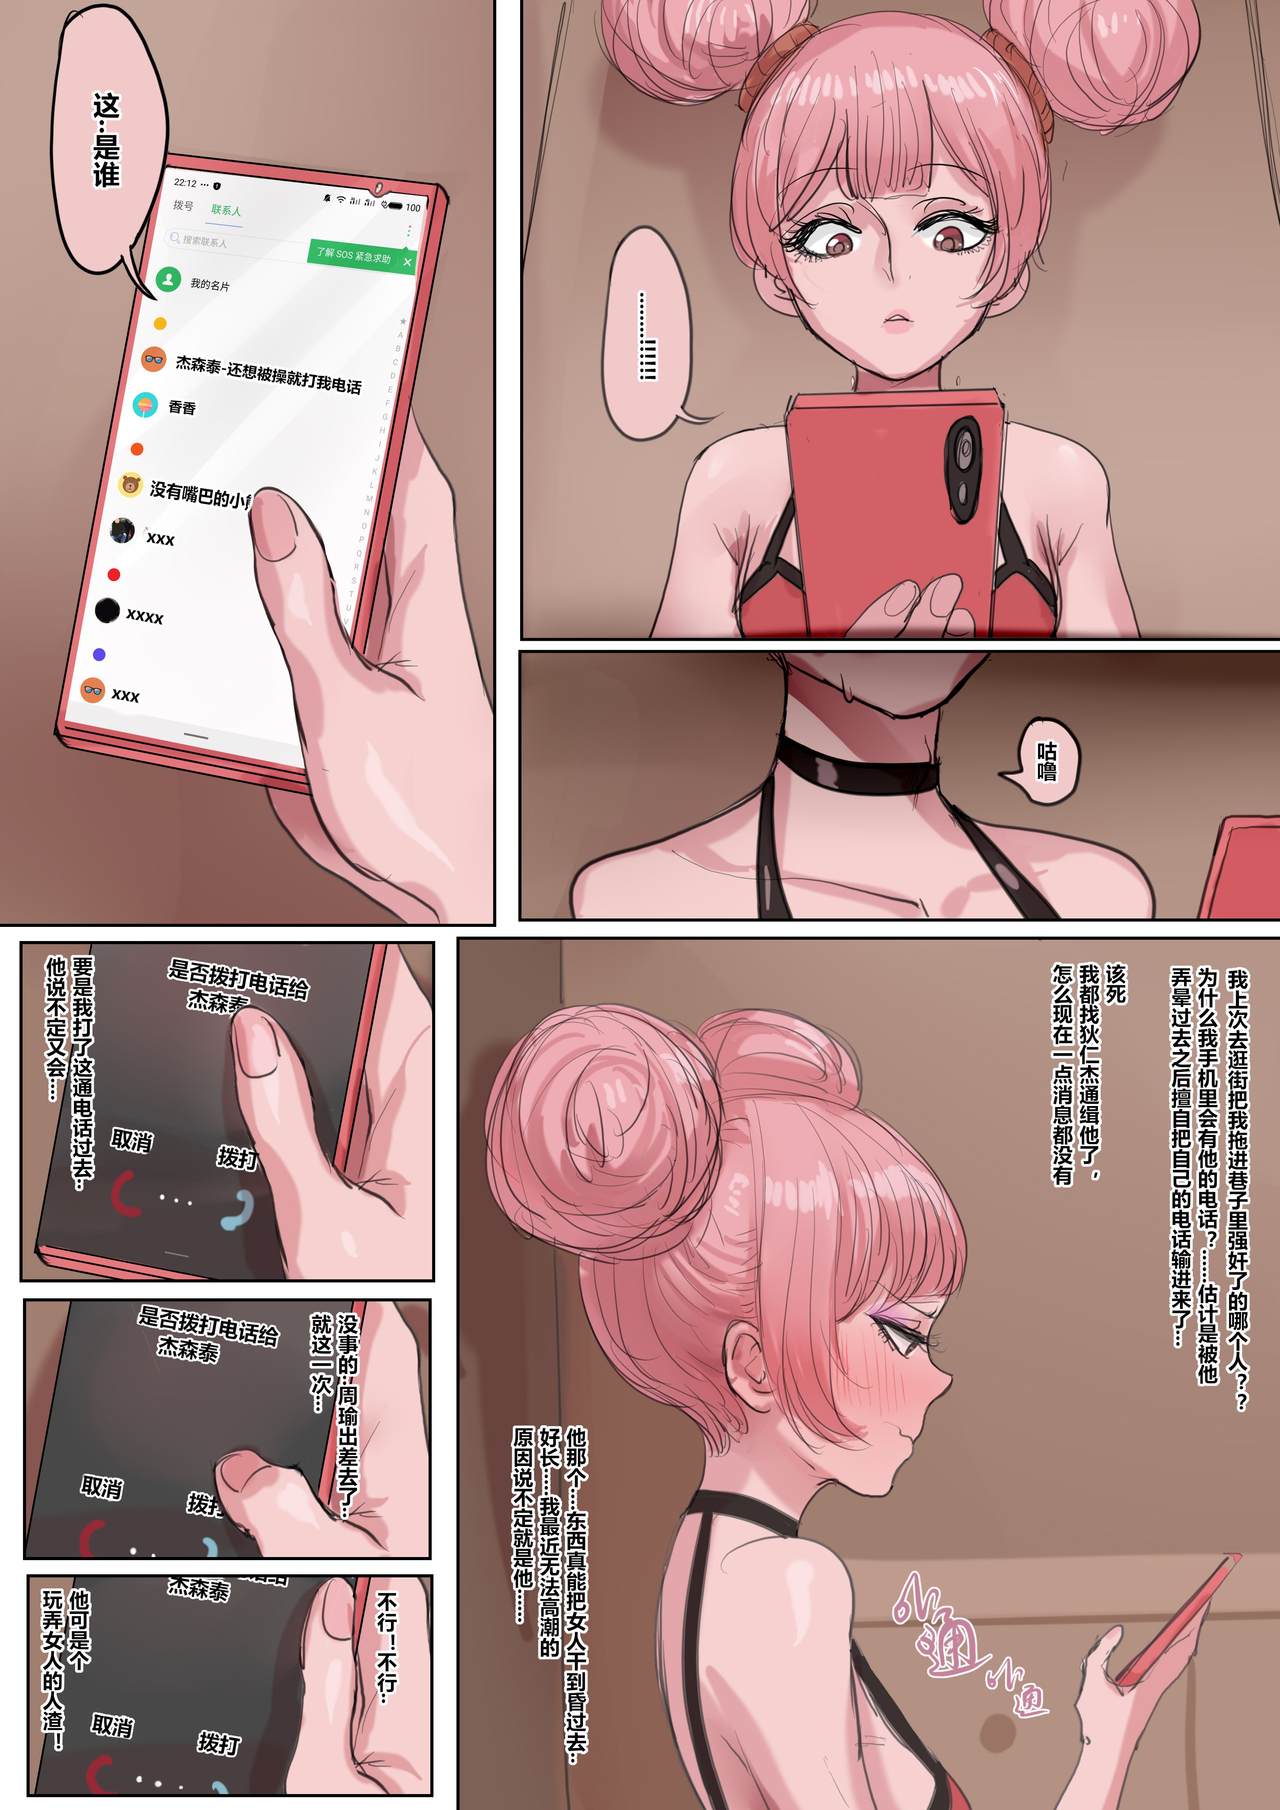 这…是谁
22:12 ··· 100
拨号 联系人
搜索联系人
了解 SOS 紧急求助 ×
我的名片
杰森泰-还想被操就打我电话
香香
没有嘴巴的小
xxx
xxxx
xxx
★
A
B
C
D
E
F
G
H
I
J
K
L
M
N
O
P
Q
R
S
T
U
V
………!!!!!
咕噜
我上次去逛街把我拖进巷子里强奸了的哪个人??
为什么我手机里会有他的电话?……估计是被他
弄晕过去之后擅自把自己的电话输进来了…
该死
我都找狄仁杰通缉他了,
怎么现在一点消息都没有
他那个…东西真能把女人干到昏过去…
好长……我最近无法高潮的
原因说不定就是他……
小通小通
是否拨打电话给
杰森泰
取消 拨打
要是我打了这通电话过去…
他说不定又会…
是否拨打电话给
杰森泰
取消 拨打
没事的…周瑜出差去了…
就这一次…
杰森泰
取消 拨打
不行!不行…
他可是个
玩弄女人的人渣!